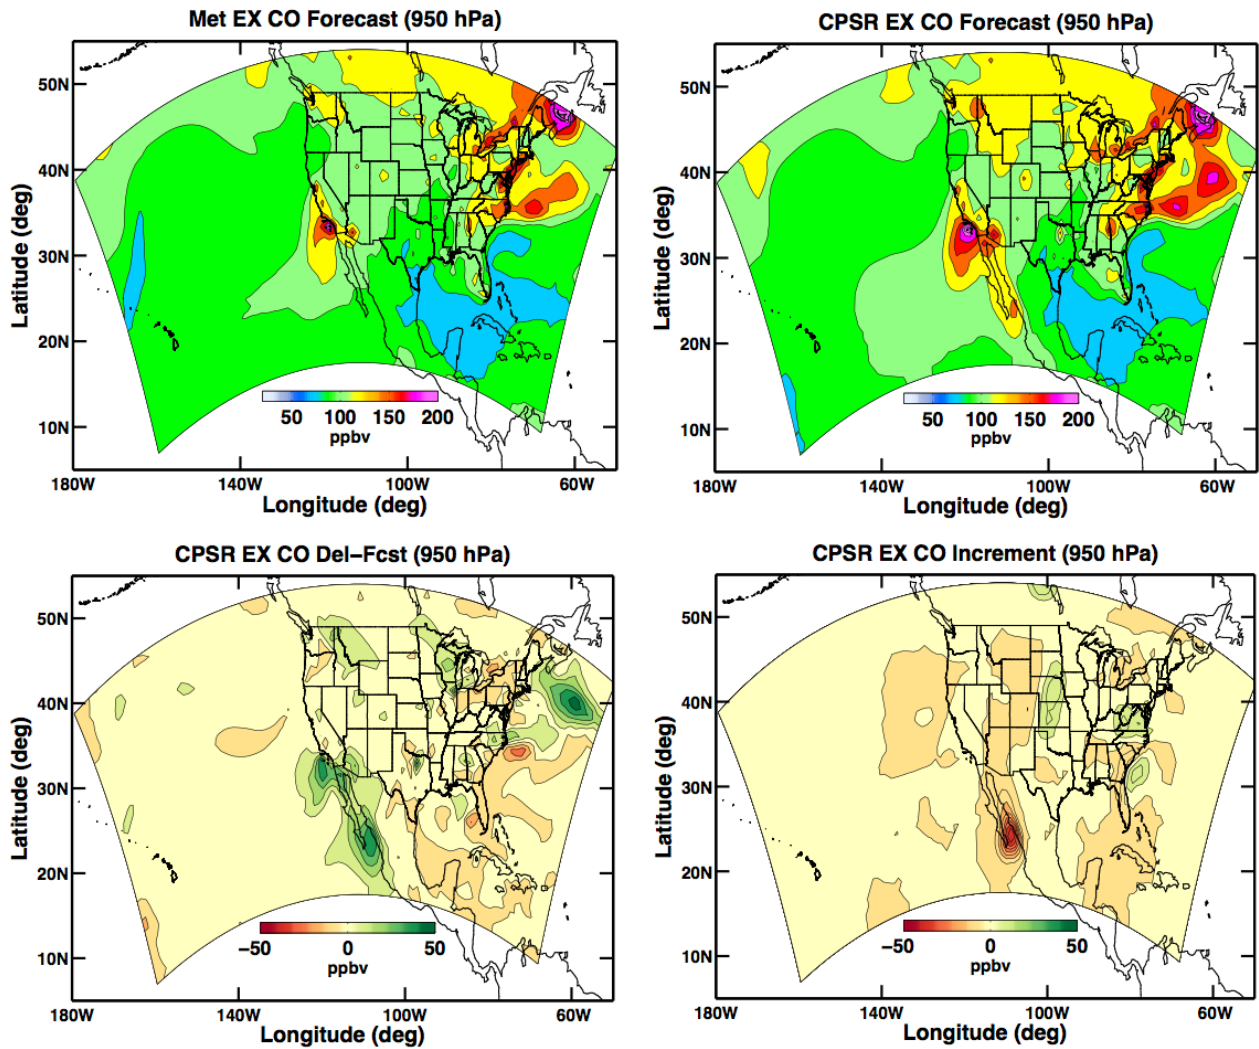 Met EX CO Forecast (950 hPa)
Latitude (deg)
50N
40N
30N
20N
10N
50 100 150 200
ppbv
180W 140W 100W 60W
Longitude (deg)
CPSR EX CO Forecast (950 hPa)
Latitude (deg)
50N
40N
30N
20N
10N
50 100 150 200
ppbv
180W 140W 100W 60W
Longitude (deg)
CPSR EX CO Del−Fcst (950 hPa)
Latitude (deg)
50N
40N
30N
20N
10N
−50 0 50
ppbv
180W 140W 100W 60W
Longitude (deg)
CPSR EX CO Increment (950 hPa)
Latitude (deg)
50N
40N
30N
20N
10N
−50 0 50
ppbv
180W 140W 100W 60W
Longitude (deg)